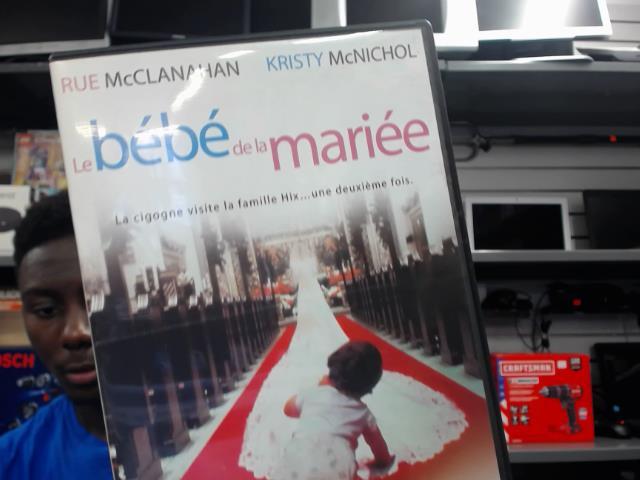 RUE McCLANAHAN KRISTY McNICHOL
Le bébé de la mariée
La cigogne visite la famille Hix...une deuxième fois.
CRAFTSMAN